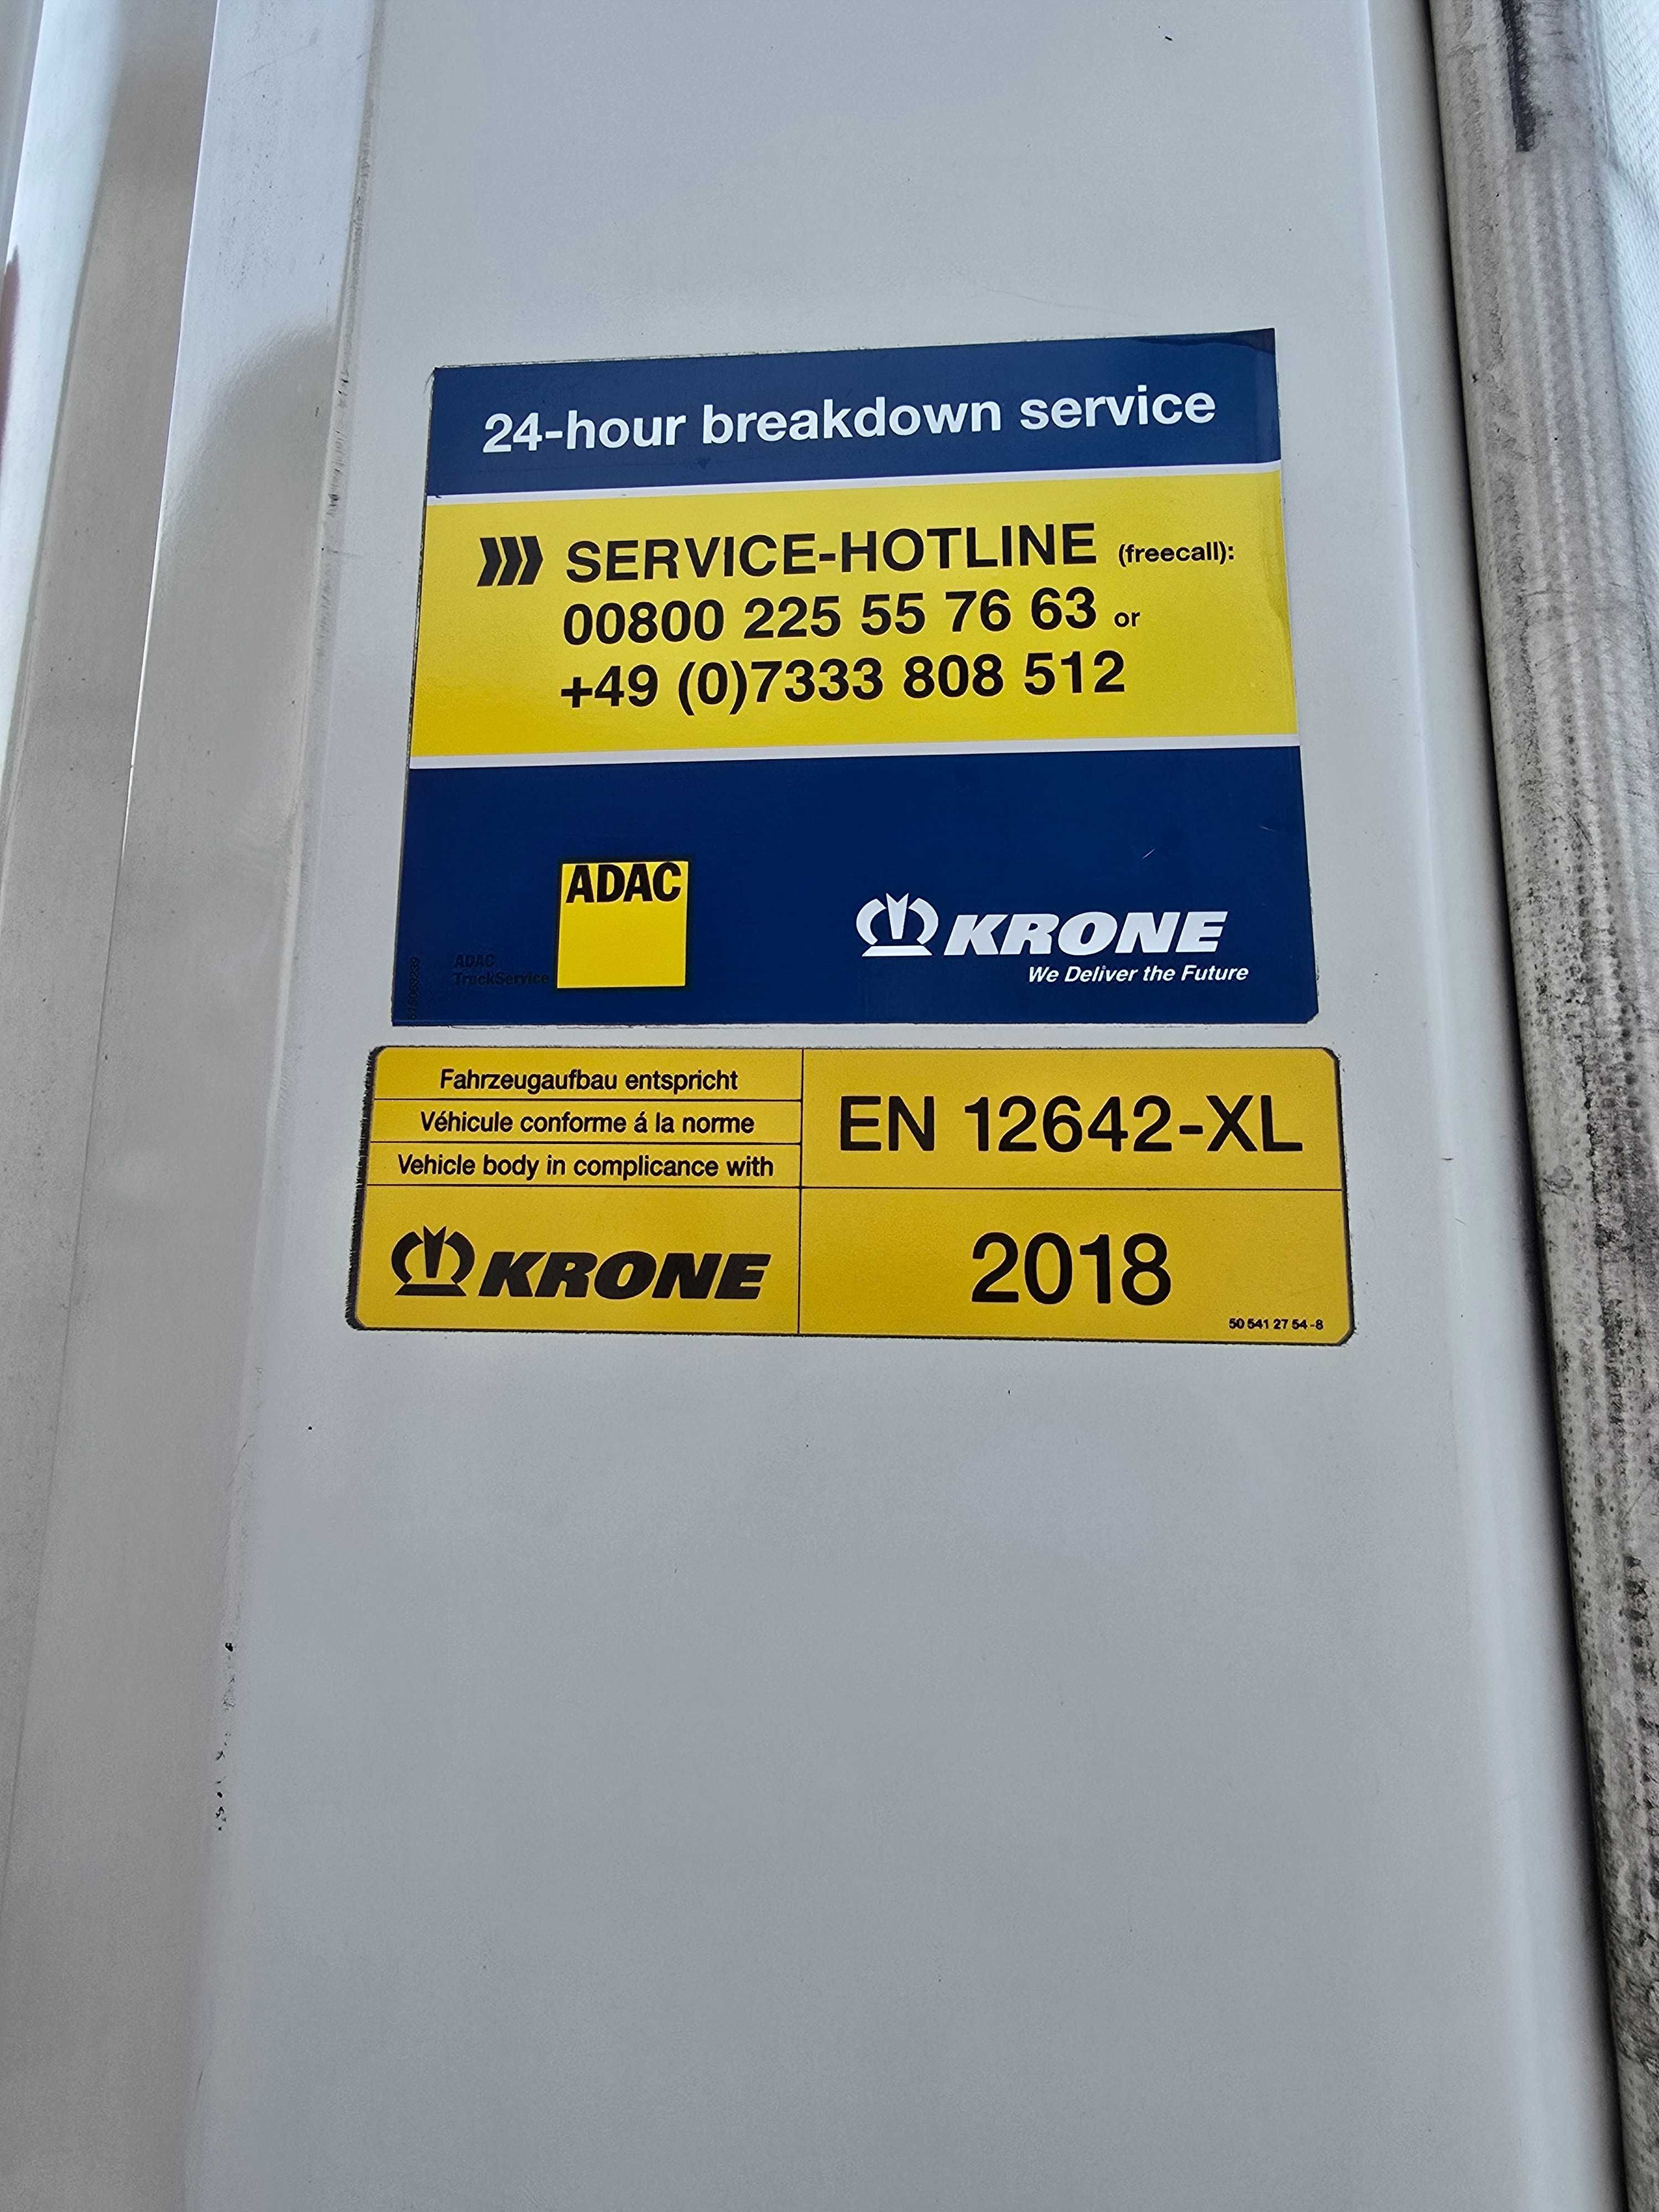 24-hour breakdown service
SERVICE-HOTLINE (freecall):
00800 225 55 76 63 or
+49 (0)7333 808 512
ADAC
ADAC
TruckService
KRONE
We Deliver the Future
Fahrzeugaufbau entspricht
Véhicule conforme á la norme
Vehicle body in complicance with
EN 12642-XL
KRONE
2018
50 541 27 54-8